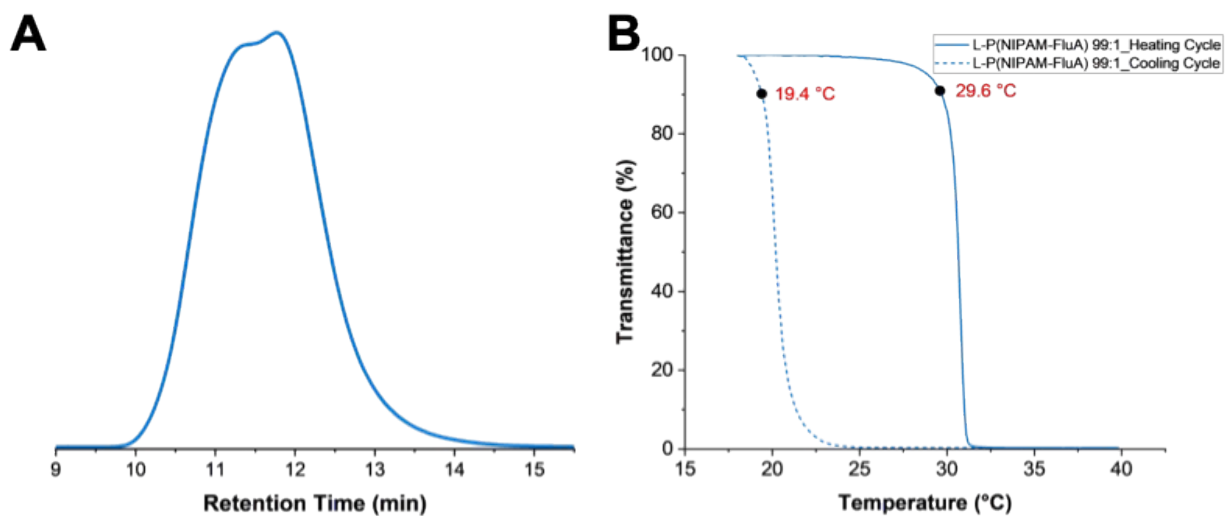 A
9
10
11
12
13
14
15
Retention Time (min)
B
L-P(NIPAM-FluA) 99:1_Heating Cycle
L-P(NIPAM-FluA) 99:1_Cooling Cycle
100
80
60
40
20
0
Transmittance (%)
19.4 °C
29.6 °C
15
20
25
30
35
40
Temperature (°C)